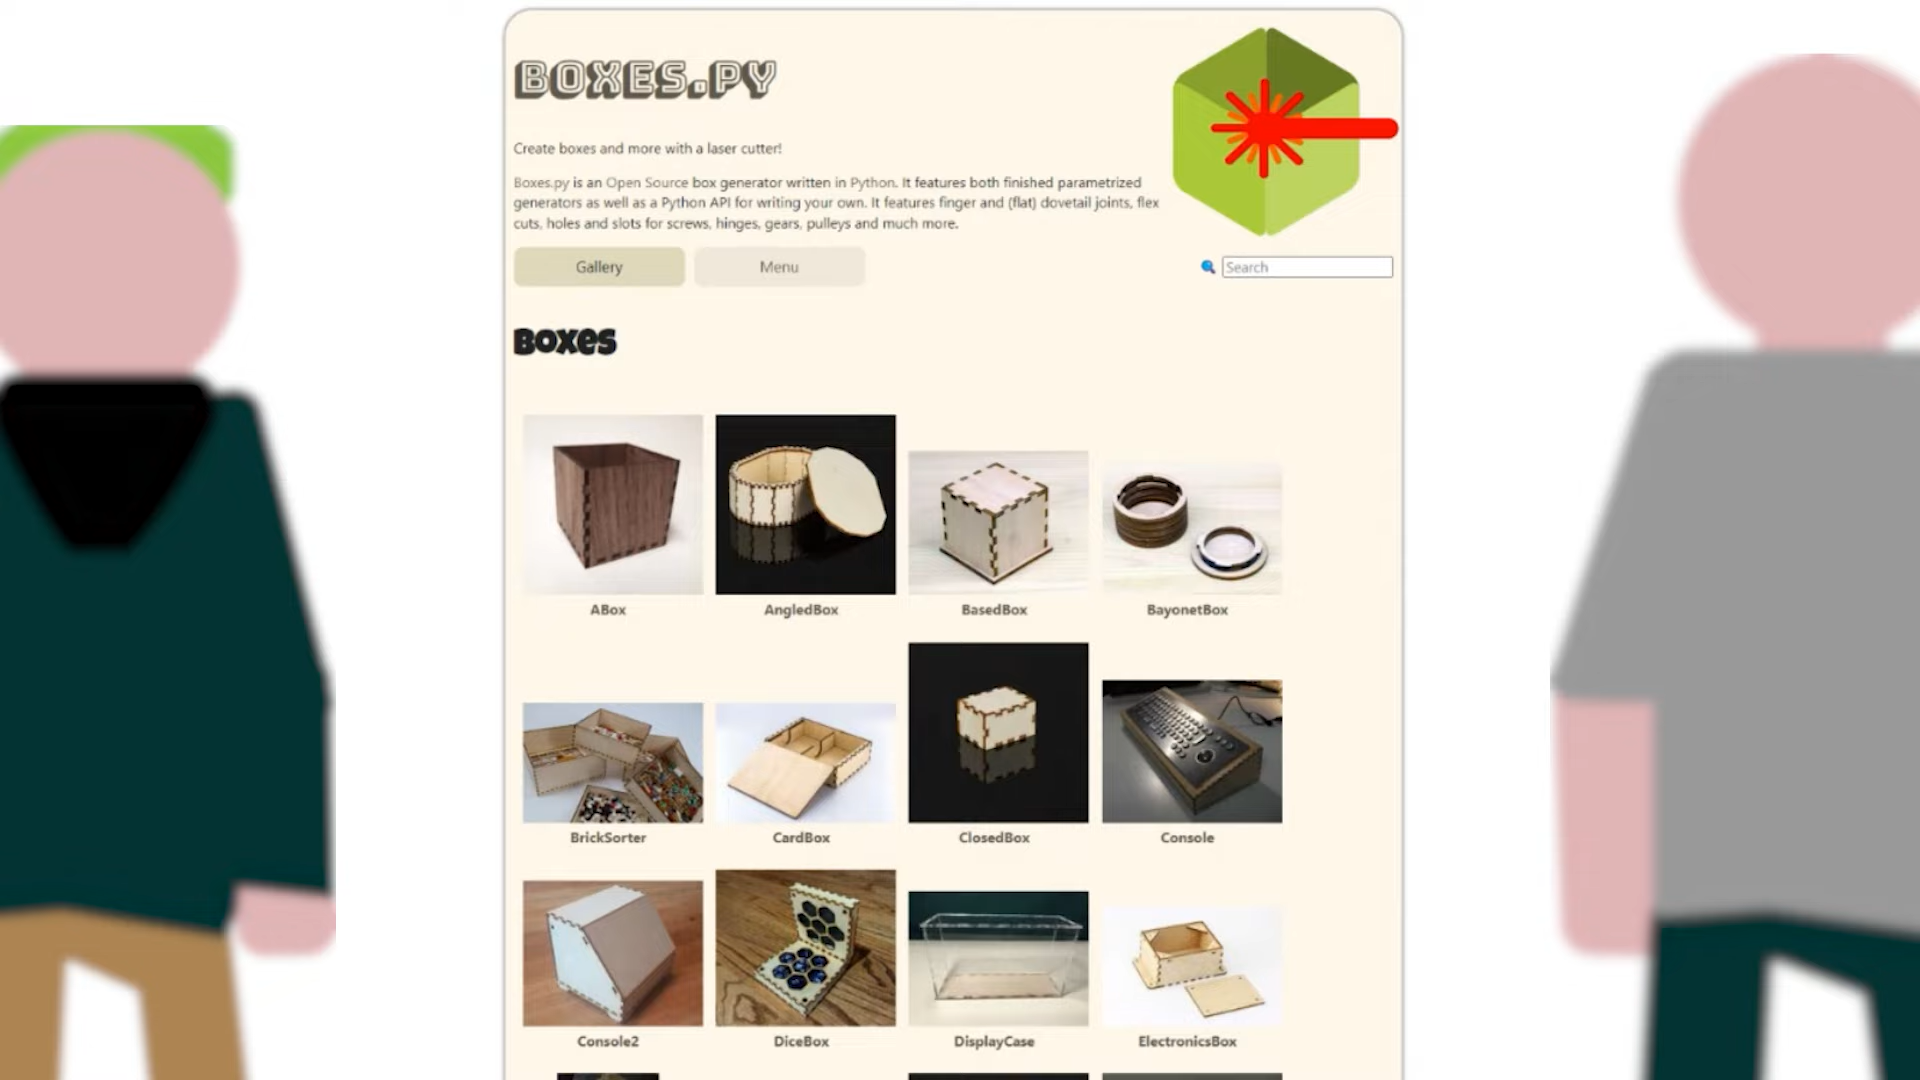 BOXES.PY
Create boxes and more with a laser cutter!
Boxes.py is an Open Source box generator written in Python. It features both finished parametrized
generators as well as a Python API for writing your own. It features finger and (flat) dovetail joints, flex
cuts, holes and slots for screws, hinges, gears, pulleys and much more.
Gallery Menu Search
Boxes
ABox AngledBox BasedBox BayonetBox
BrickSorter CardBox ClosedBox Console
Console2 DiceBox DisplayCase ElectronicsBox